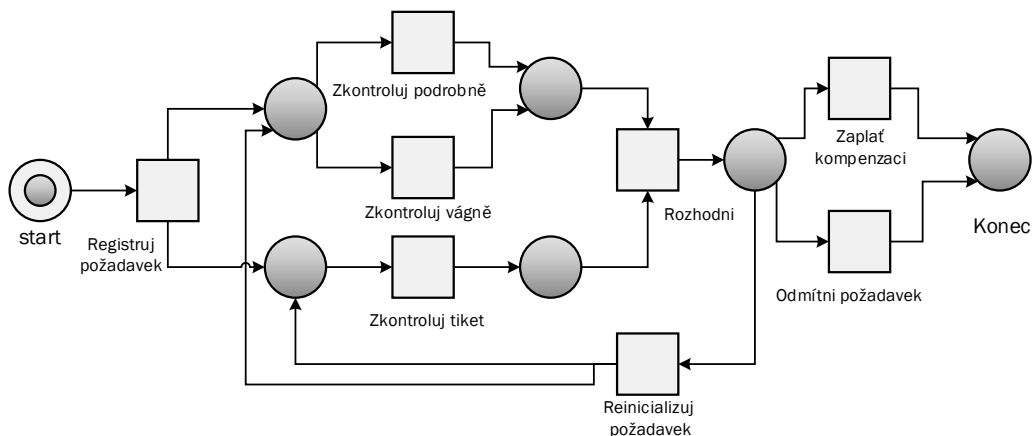 Zkontroluj podrobně
Zaplať
kompenzaci
Zkontroluj vágně
Rozhodni
start
Registruj
požadavek
Konec
Odmítni požadavek
Zkontroluj tiket
Reinicializuj
požadavek